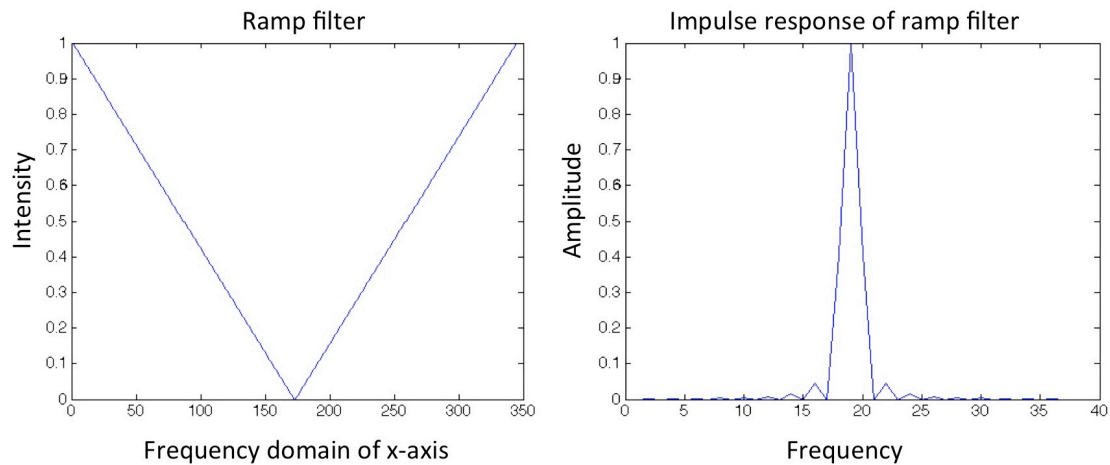 Ramp filter
Intensity
1
0.9
0.8
0.7
0.6
0.5
0.4
0.3
0.2
0.1
0
0 50 100 150 200 250 300 350
Frequency domain of x-axis
Impulse response of ramp filter
Amplitude
1
0.9
0.8
0.7
0.6
0.5
0.4
0.3
0.2
0.1
0
0 5 10 15 20 25 30 35 40
Frequency